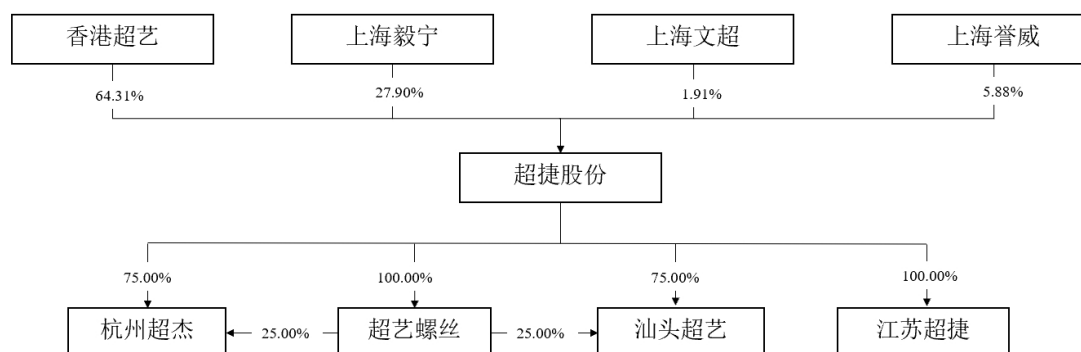 香港超艺 上海毅宁 上海文超 上海誉威
64.31% 27.90% 1.91% 5.88%
超捷股份
75.00% 100.00% 75.00% 100.00%
杭州超杰 25.00% 超艺螺丝 25.00% 汕头超艺 江苏超捷